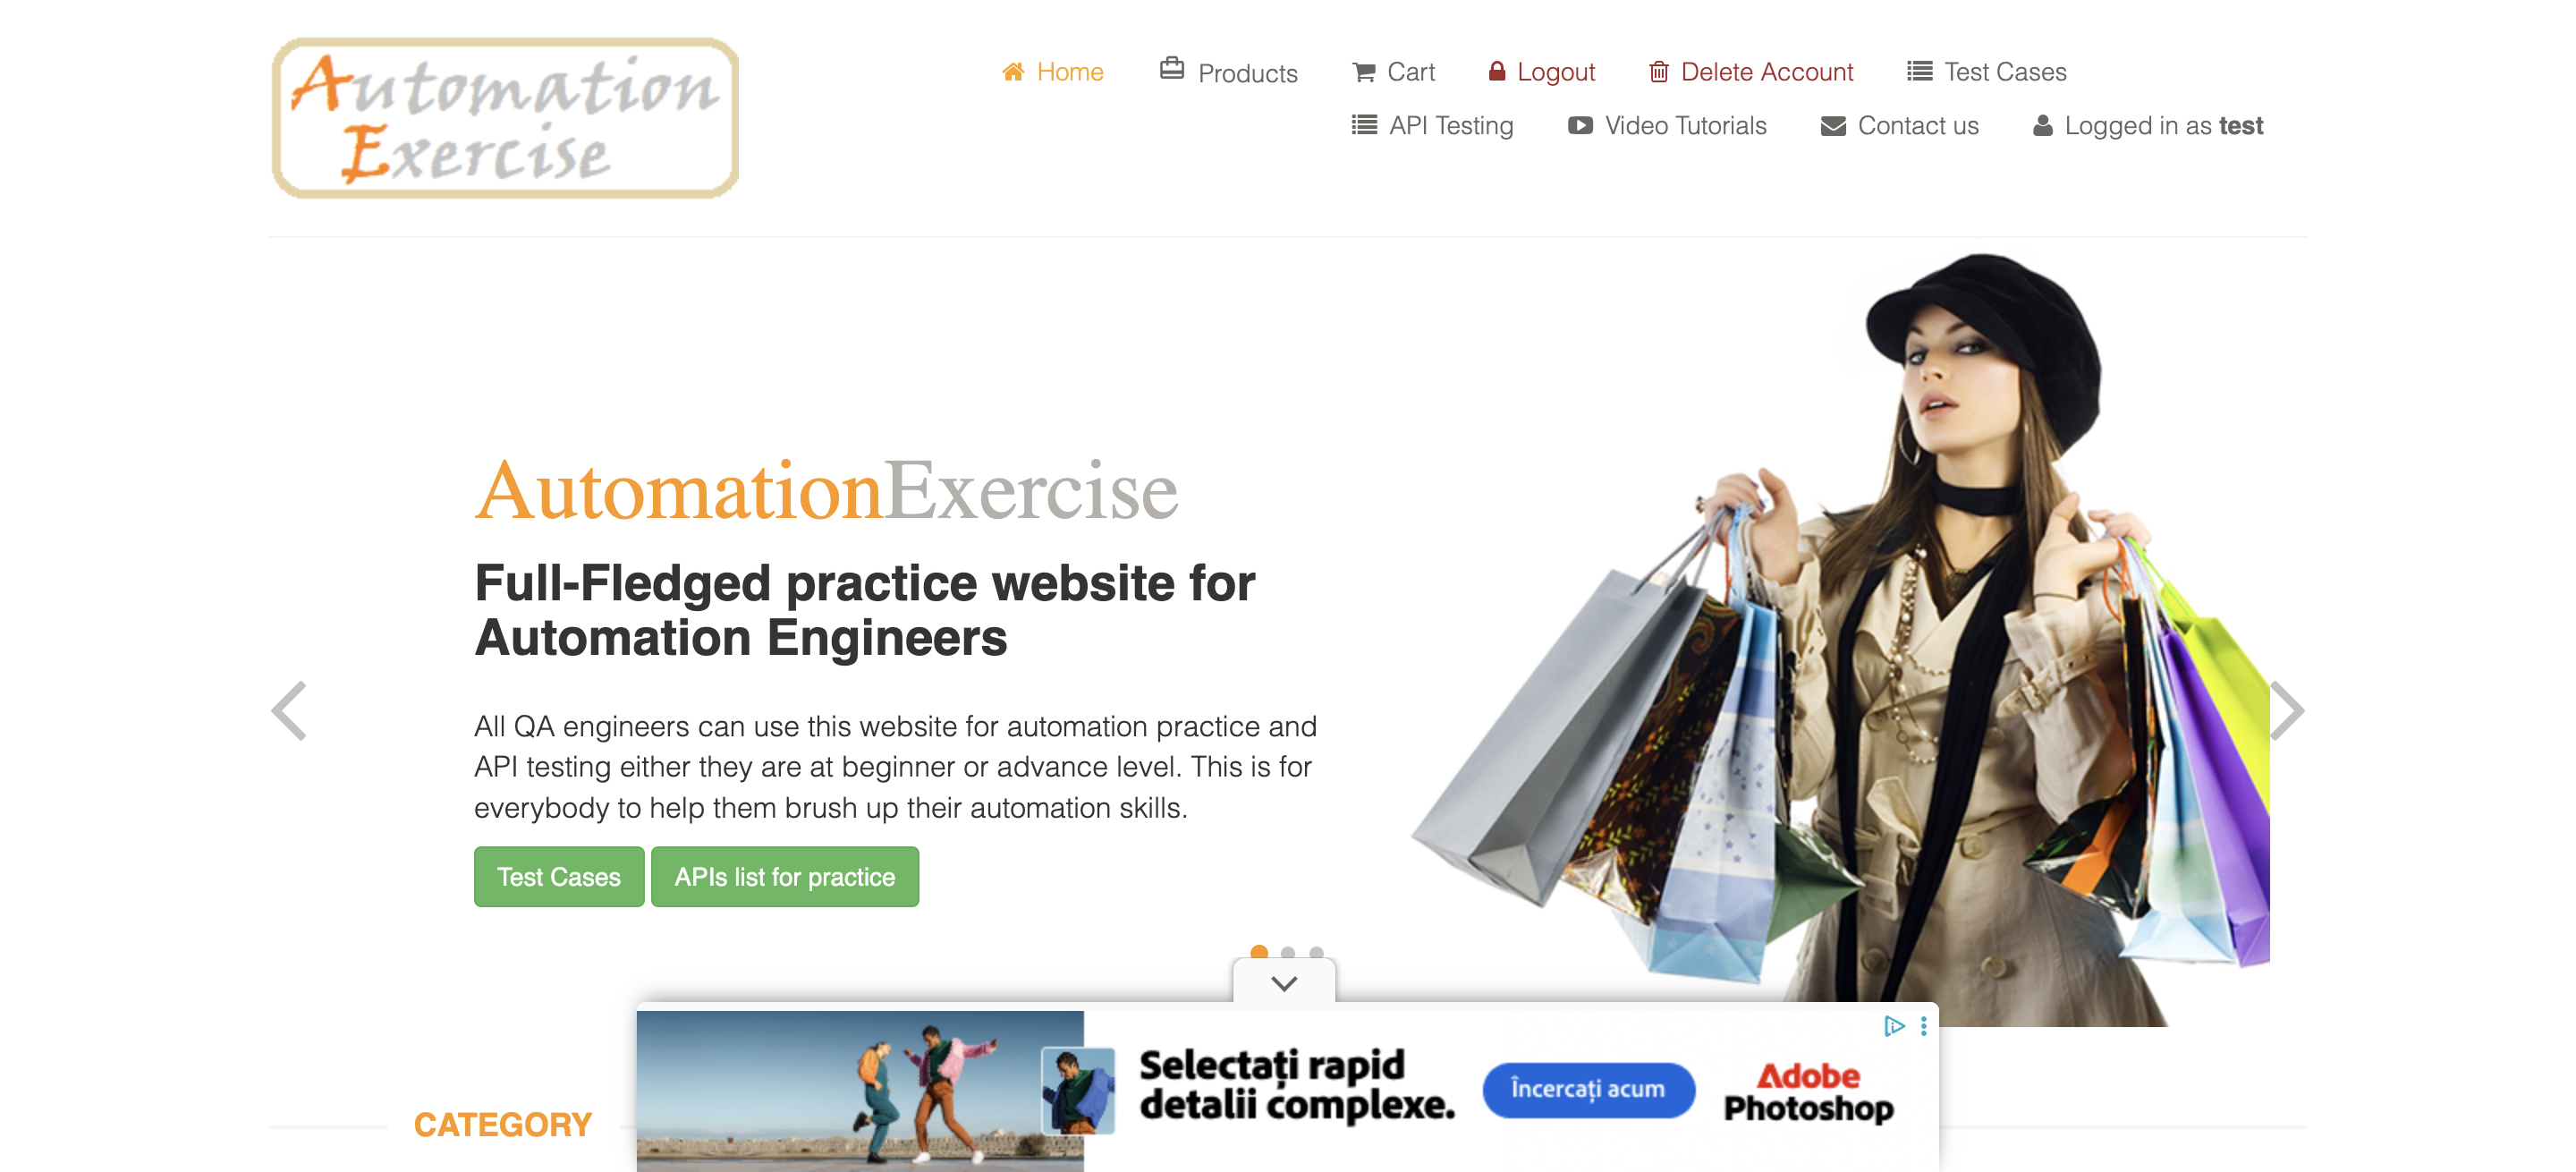 Automation
Exercise
Home Products Cart Logout Delete Account Test Cases
API Testing Video Tutorials Contact us Logged in as test
AutomationExercise
Full-Fledged practice website for
Automation Engineers
All QA engineers can use this website for automation practice and
API testing either they are at beginner or advance level. This is for
everybody to help them brush up their automation skills.
Test Cases APIs list for practice
CATEGORY
Selectați rapid
detalii complexe.
Încercați acum
Adobe
Photoshop